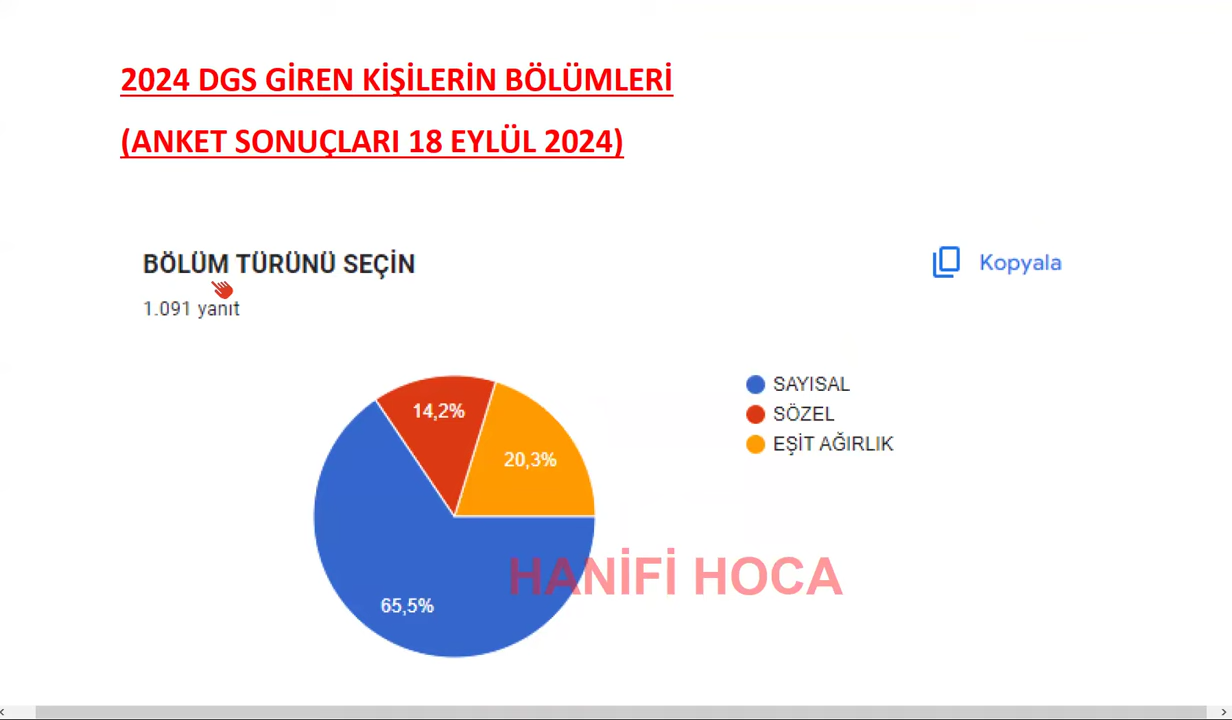 2024 DGS GİREN KİŞİLERİN BÖLÜMLERİ
(ANKET SONUÇLARI 18 EYLÜL 2024)
BÖLÜM TÜRÜNÜ SEÇİN
Kopyala
1.091 yanıt
SAYISAL
SÖZEL
EŞİT AĞIRLIK
14,2%
20,3%
65,5%
HANİFİ HOCA